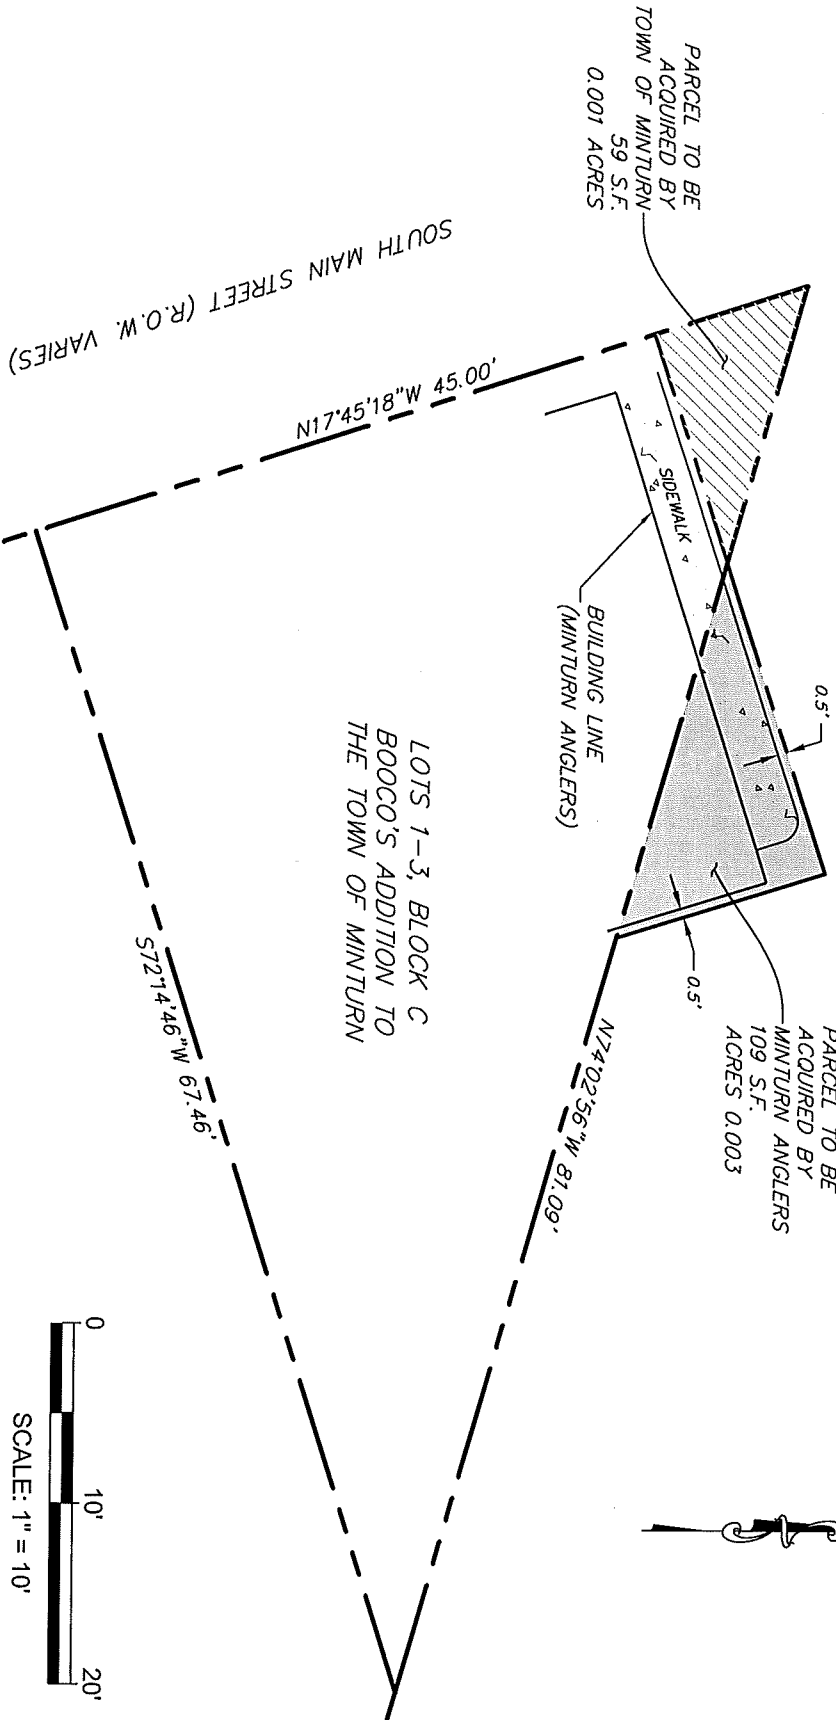 PARCEL TO BE
ACQUIRED BY
TOWN OF MINTURN
59 S.F.
0.001 ACRES
SOUTH MAIN STREET (R.O.W. VARIES)
N17°45'18"W 45.00'
SIDEWALK
BUILDING LINE
(MINTURN ANGLERS)
0.5'
0.5'
PARCEL TO BE
ACQUIRED BY
MINTURN ANGLERS
109 S.F.
ACRES 0.003
LOTS 1-3, BLOCK C
BOOCO'S ADDITION TO
THE TOWN OF MINTURN
N74°02'56"W 81.09'
S72°14'46"W 67.46'
0 10' 20'
SCALE: 1" = 10'